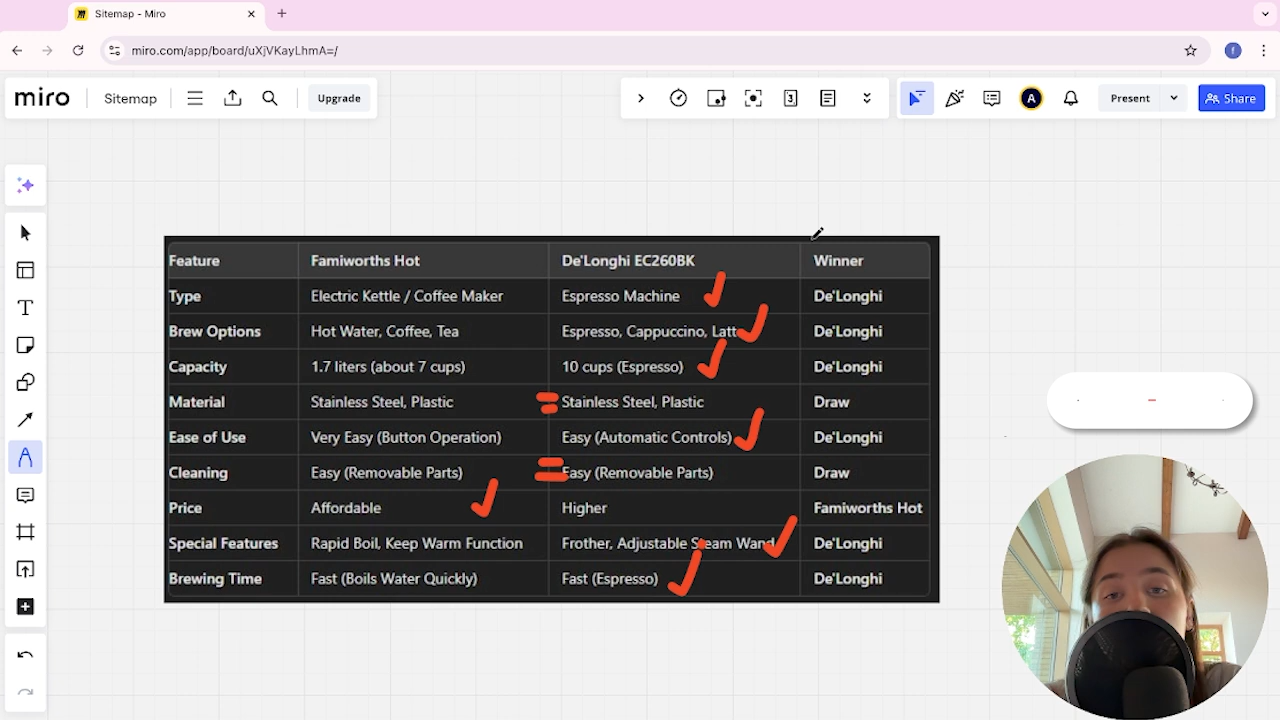 Sitemap - Miro
miro.com/app/board/uXjVKayLhmA=/
f
miro Sitemap Upgrade 3 A Present Share
Feature Famiworths Hot De'Longhi EC260BK Winner
Type Electric Kettle / Coffee Maker Espresso Machine De'Longhi
Brew Options Hot Water, Coffee, Tea Espresso, Cappuccino, Latte De'Longhi
Capacity 1.7 liters (about 7 cups) 10 cups (Espresso) De'Longhi
Material Stainless Steel, Plastic Stainless Steel, Plastic Draw
Ease of Use Very Easy (Button Operation) Easy (Automatic Controls) De'Longhi
Cleaning Easy (Removable Parts) Easy (Removable Parts) Draw
Price Affordable Higher Famiworths Hot
Special Features Rapid Boil, Keep Warm Function Frother, Adjustable Steam Wand De'Longhi
Brewing Time Fast (Boils Water Quickly) Fast (Espresso) De'Longhi